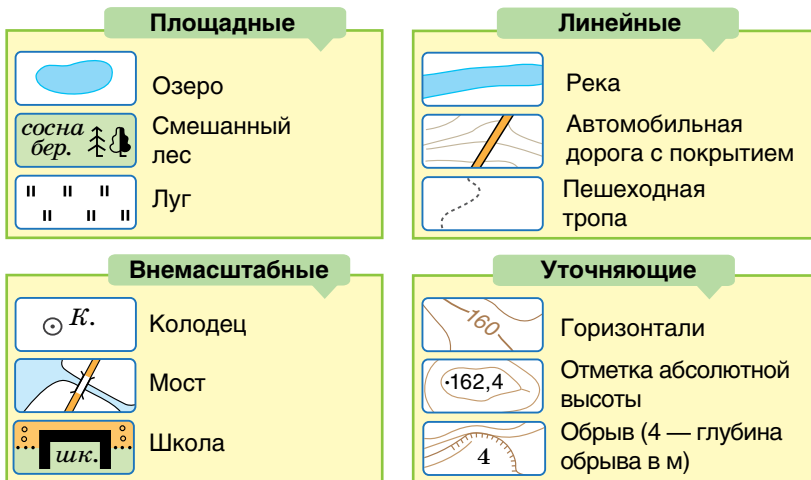 Площадные
Озеро
сосна
бер.
Смешанный
лес
Луг
Линейные
Река
Автомобильная
дорога с покрытием
Пешеходная
тропа
Внемасштабные
К.
Колодец
Мост
шк.
Школа
Уточняющие
160
Горизонтали
162,4
Отметка абсолютной
высоты
4
Обрыв (4 — глубина
обрыва в м)